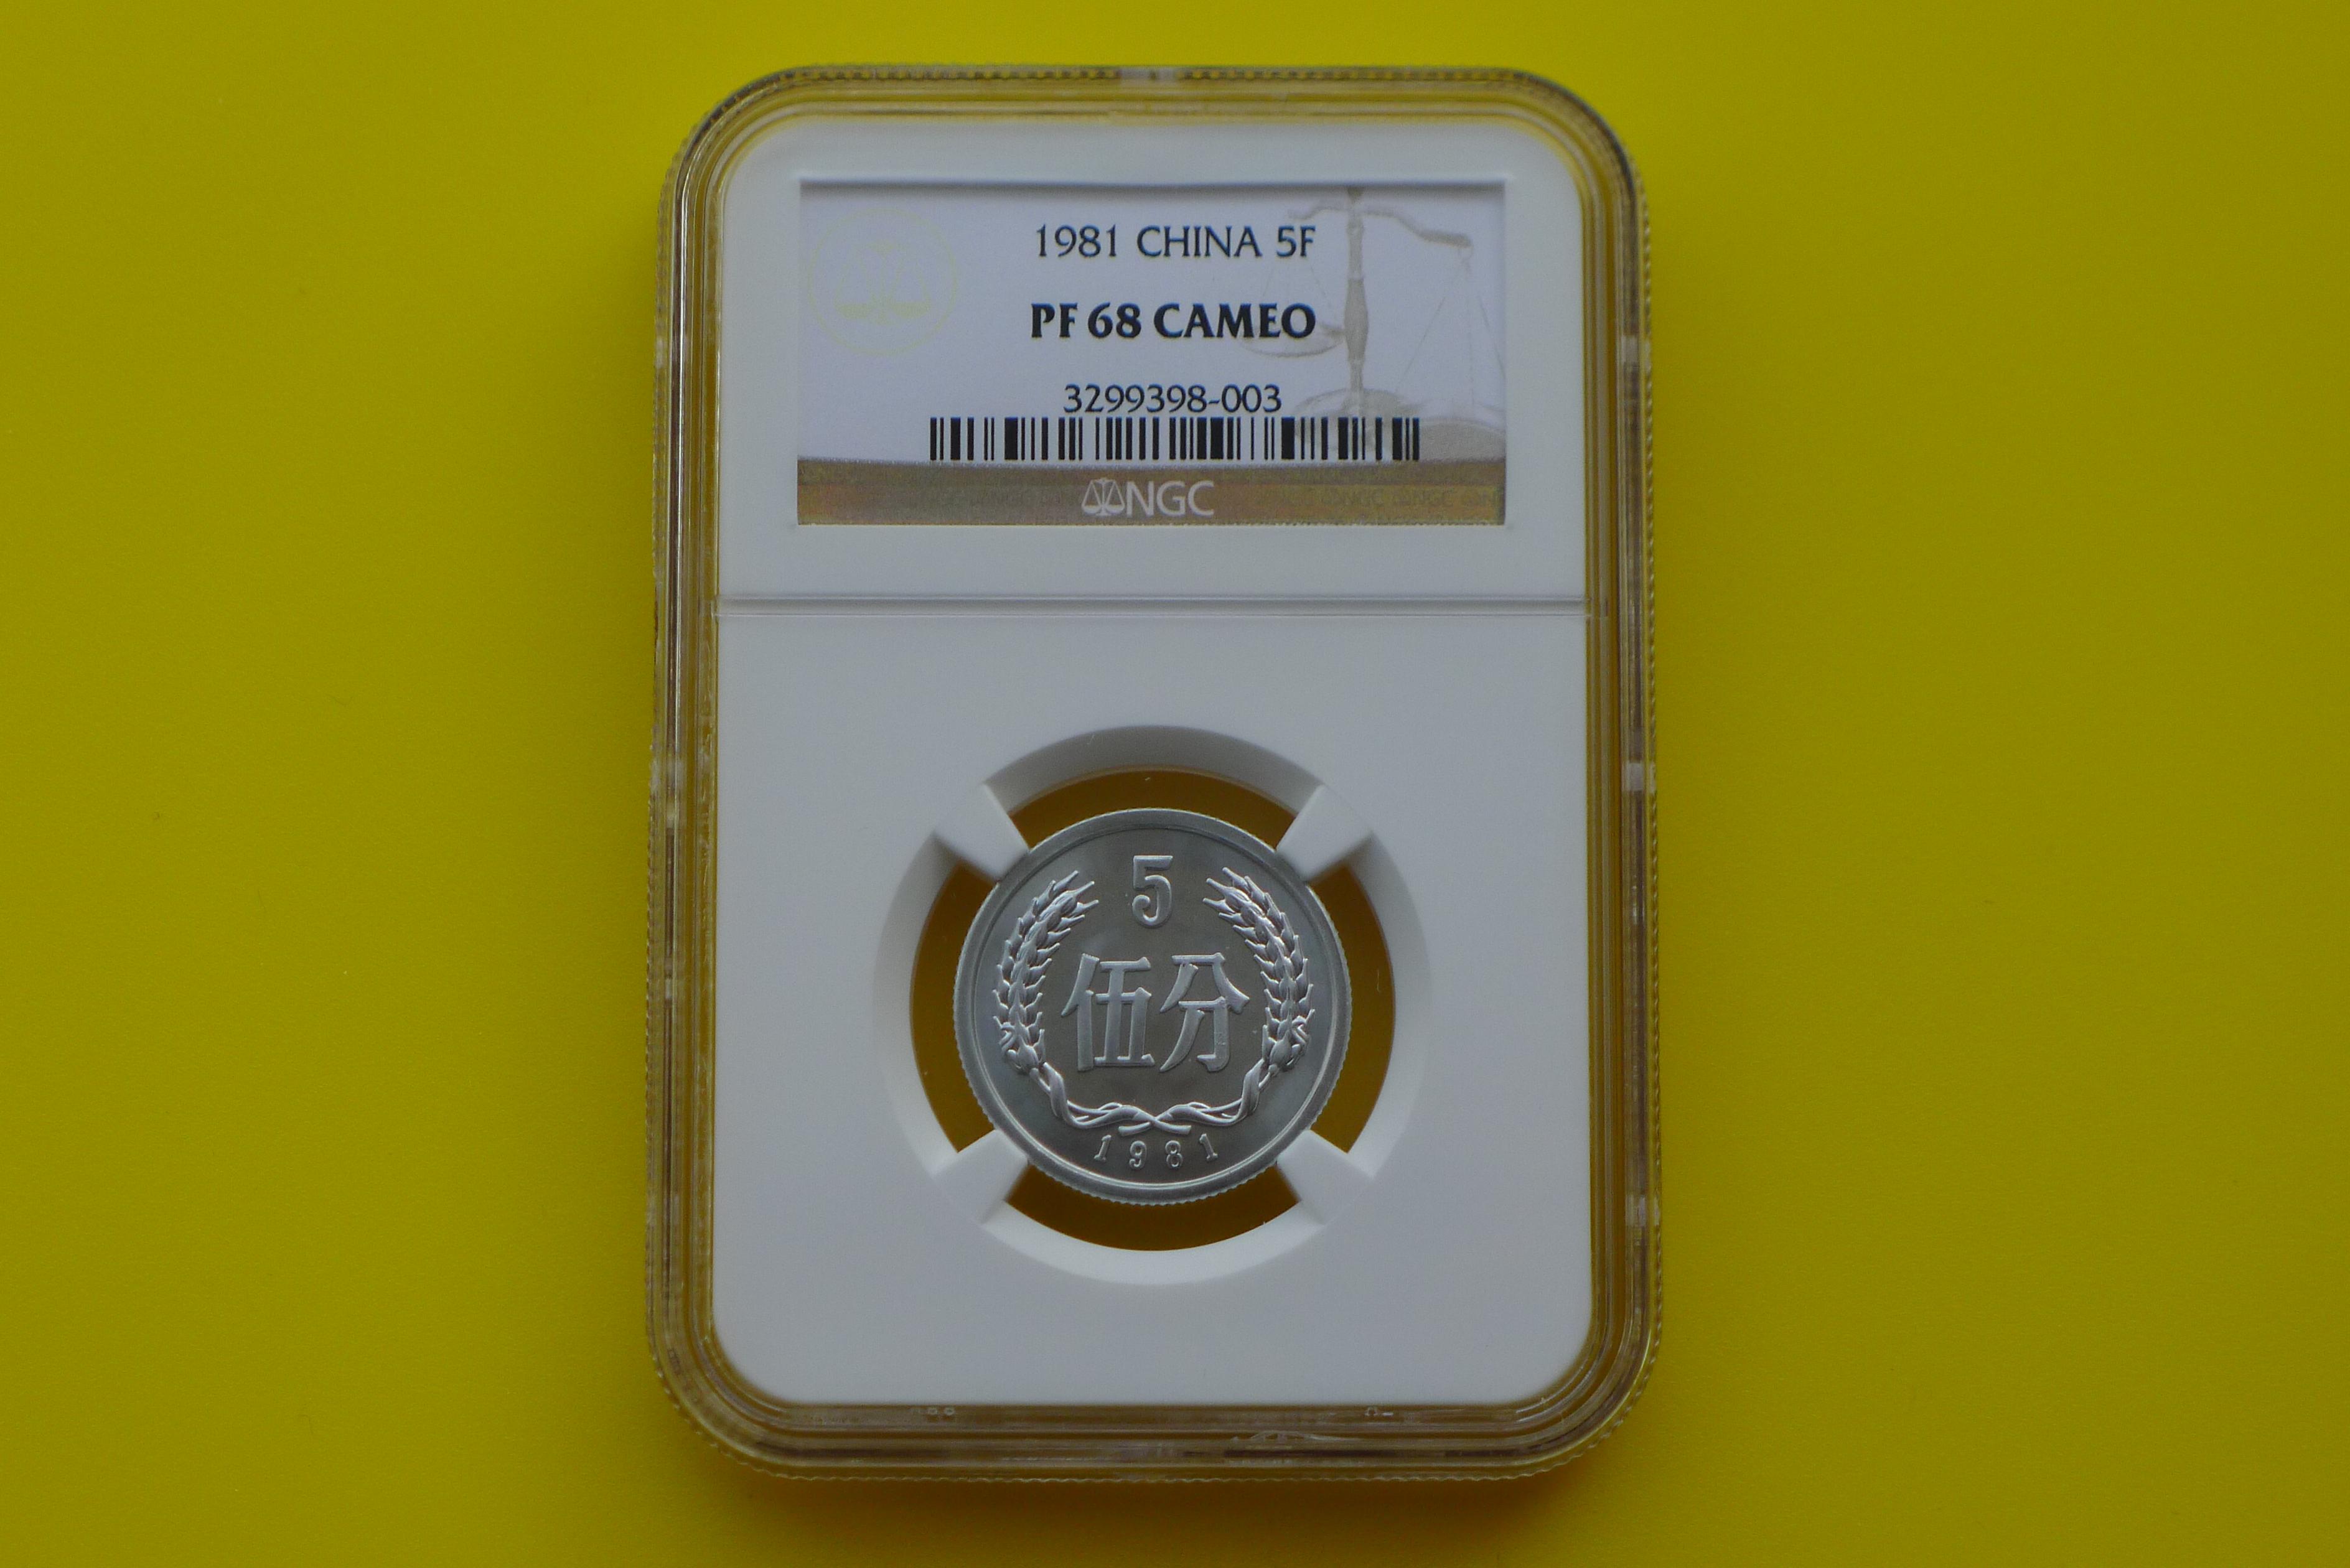 1981 CHINA 5F
PF 68 CAMEO
3299398-003
NGC
5
伍分
1981